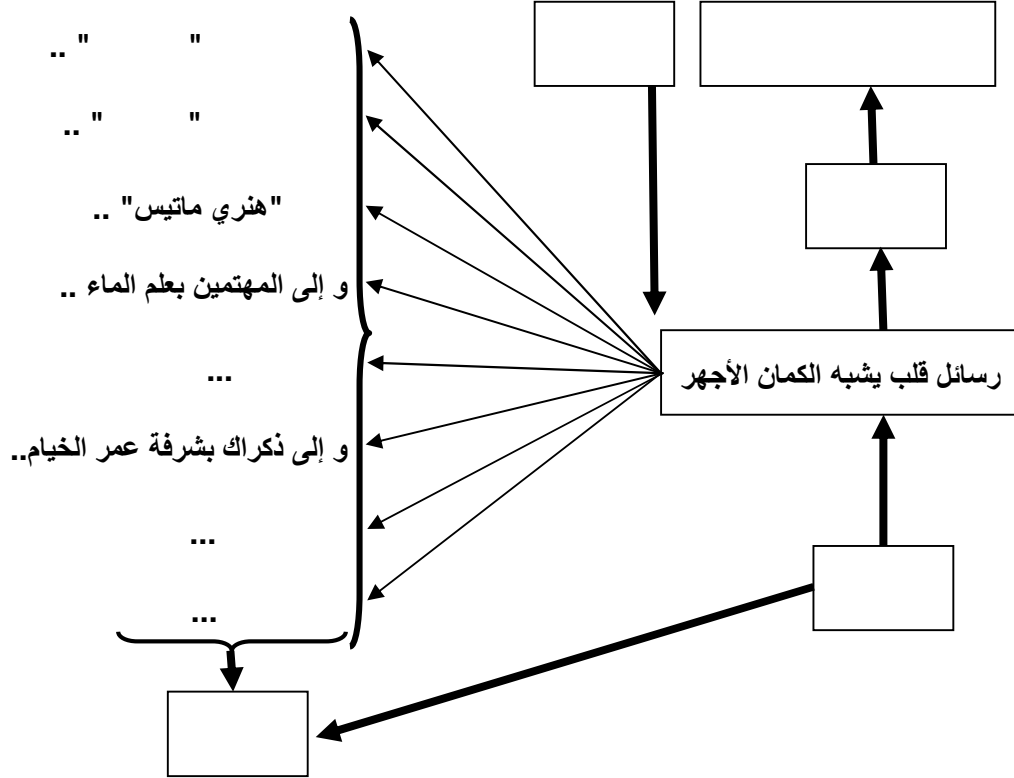 " " ..
" " ..
"هنري ماتيس" ..
و إلى المهتمين بعلم الماء ..
...
و إلى ذكراك بشرفة عمر الخيام..
...
...
رسائل قلب يشبه الكمان الأجهر